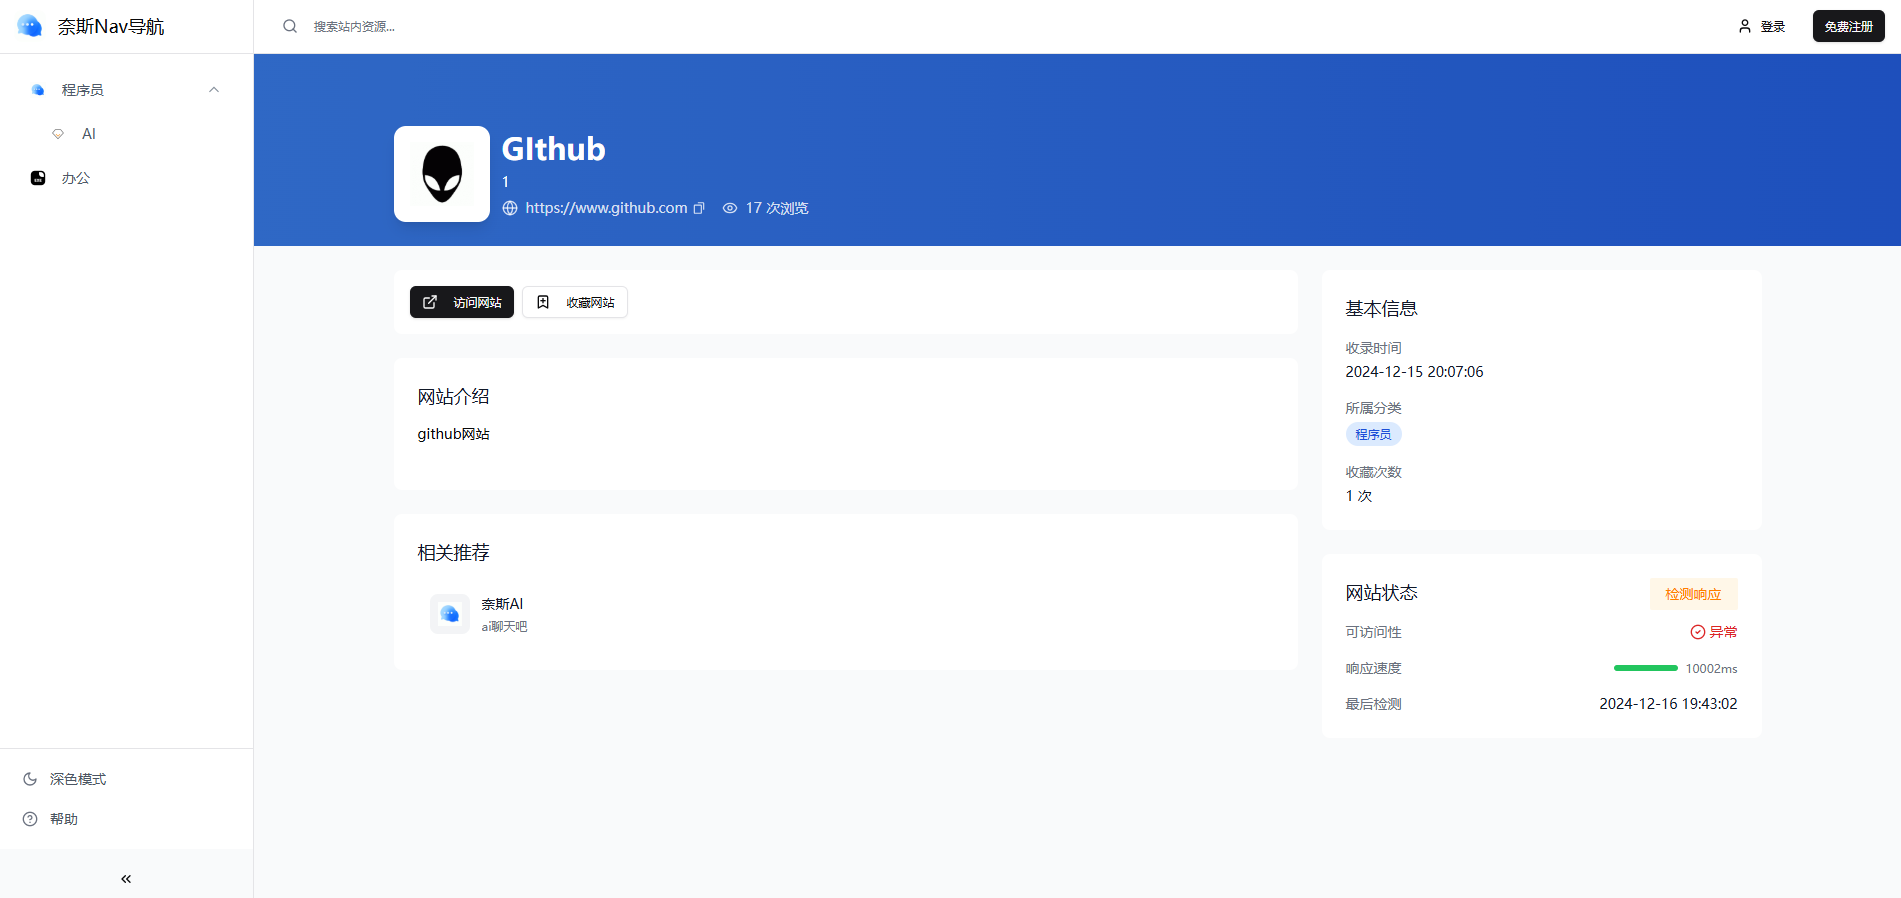 奈斯Nav导航
搜索站内资源...
登录
免费注册
程序员
AI
办公
GIthub
1
https://www.github.com
17 次浏览
访问网站
收藏网站
网站介绍
github网站
相关推荐
奈斯AI
ai聊天吧
基本信息
收录时间
2024-12-15 20:07:06
所属分类
程序员
收藏次数
1 次
网站状态
检测响应
可访问性
异常
响应速度
10002ms
最后检测
2024-12-16 19:43:02
深色模式
帮助